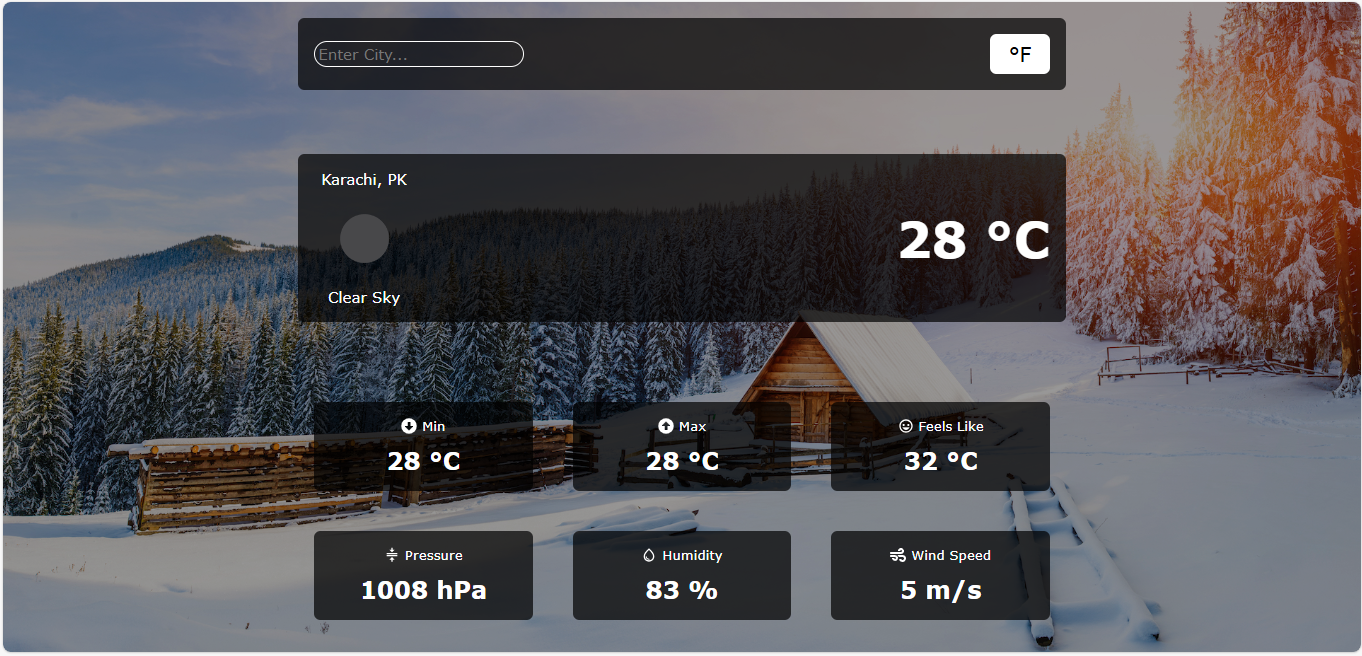 Enter City...
°F
Karachi, PK
28 °C
Clear Sky
Min
28 °C
Max
28 °C
Feels Like
32 °C
Pressure
1008 hPa
Humidity
83 %
Wind Speed
5 m/s